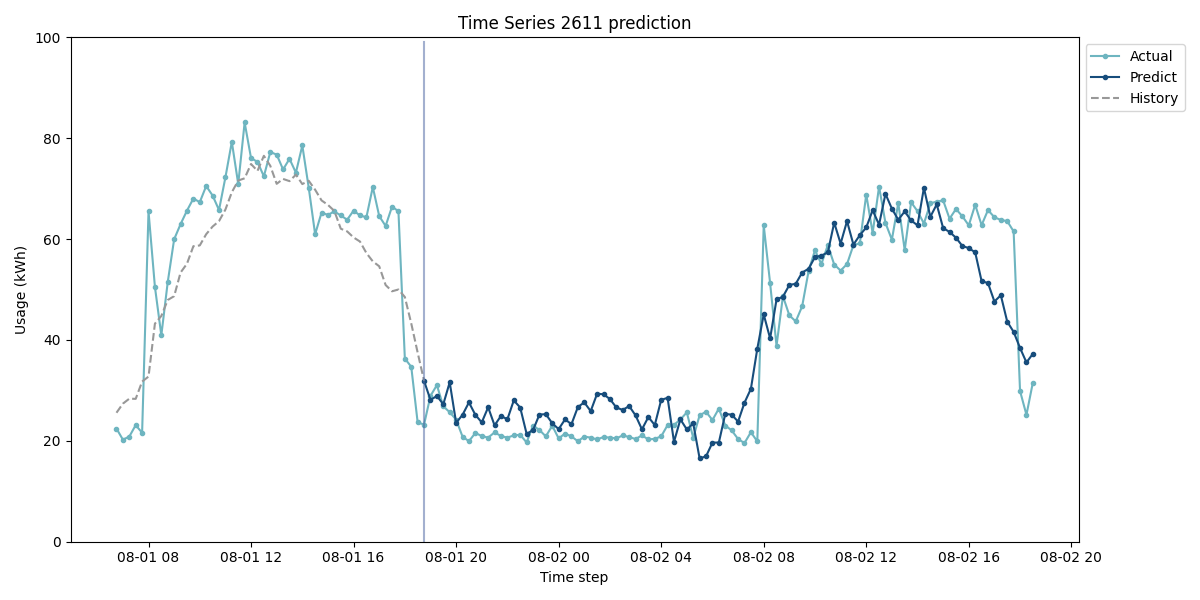 Time Series 2611 prediction
100
80
60
40
20
0
Usage (kWh)
08-01 08
08-01 12
08-01 16
08-01 20
08-02 00
08-02 04
08-02 08
08-02 12
08-02 16
08-02 20
Time step
Actual
Predict
History